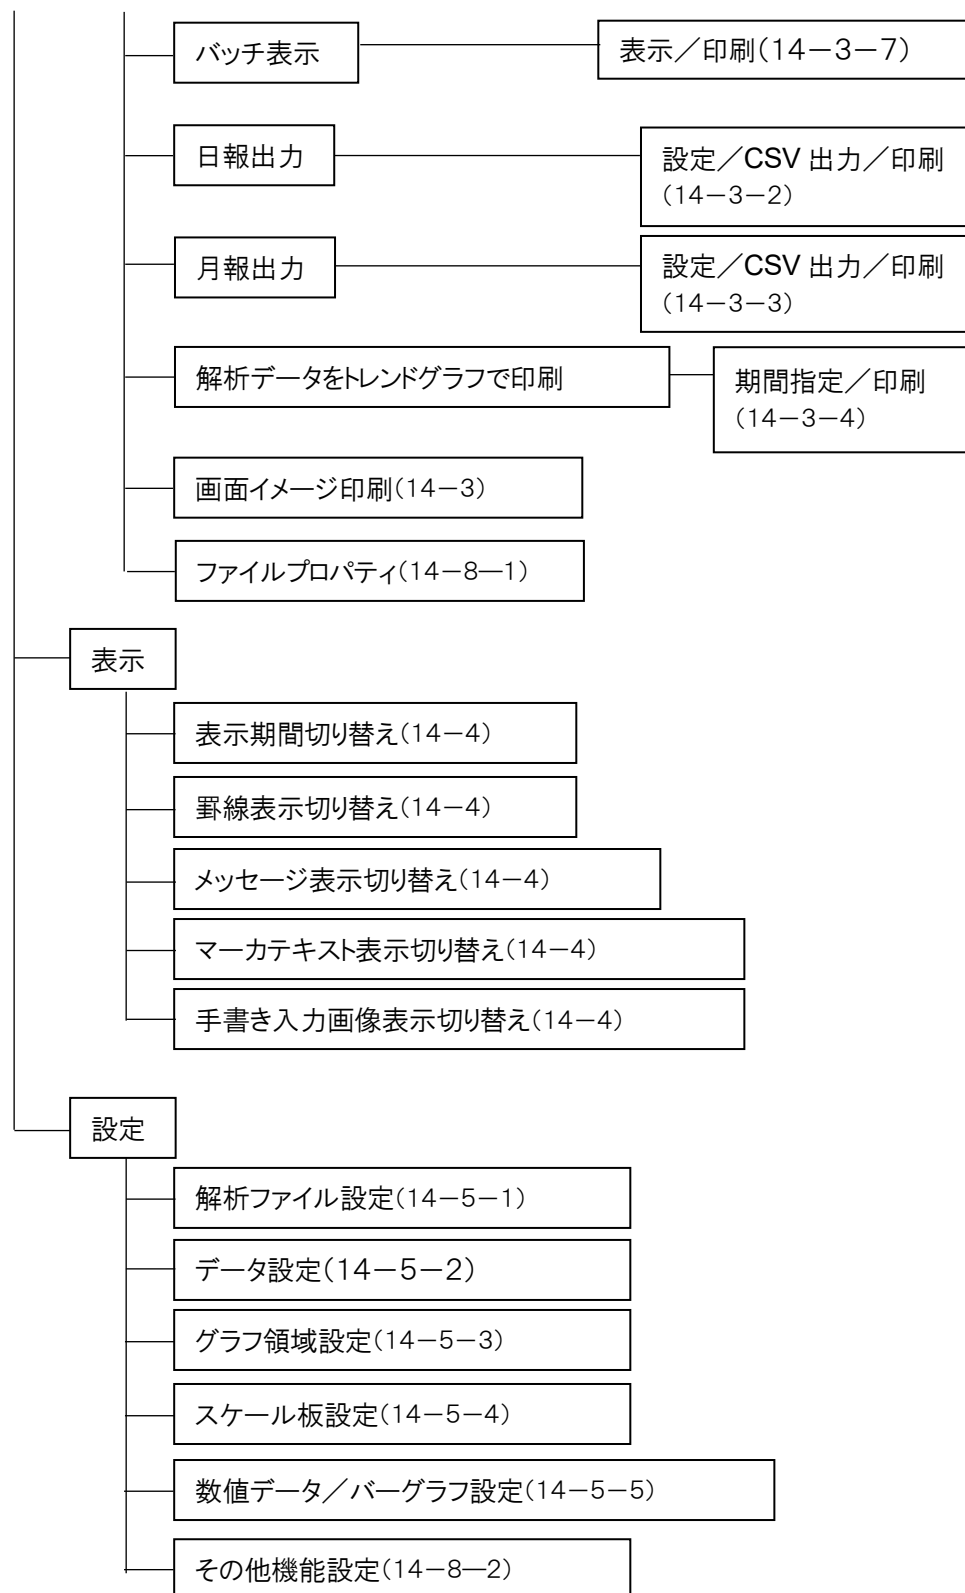 バッチ表示
表示／印刷（１４－３－７）
日報出力
設定／CSV 出力／印刷
（１４－３－２）
月報出力
設定／CSV 出力／印刷
（１４－３－３）
解析データをトレンドグラフで印刷
期間指定／印刷
（１４－３－４）
画面イメージ印刷（１４－３）
ファイルプロパティ（１４－８―１）
表示
表示期間切り替え（１４－４）
罫線表示切り替え（１４－４）
メッセージ表示切り替え（１４－４）
マーカテキスト表示切り替え（１４－４）
手書き入力画像表示切り替え（１４－４）
設定
解析ファイル設定（１４－５－１）
データ設定（１４－５－２）
グラフ領域設定（１４－５－３）
スケール板設定（１４－５－４）
数値データ／バーグラフ設定（１４－５－５）
その他機能設定（１４－８―２）